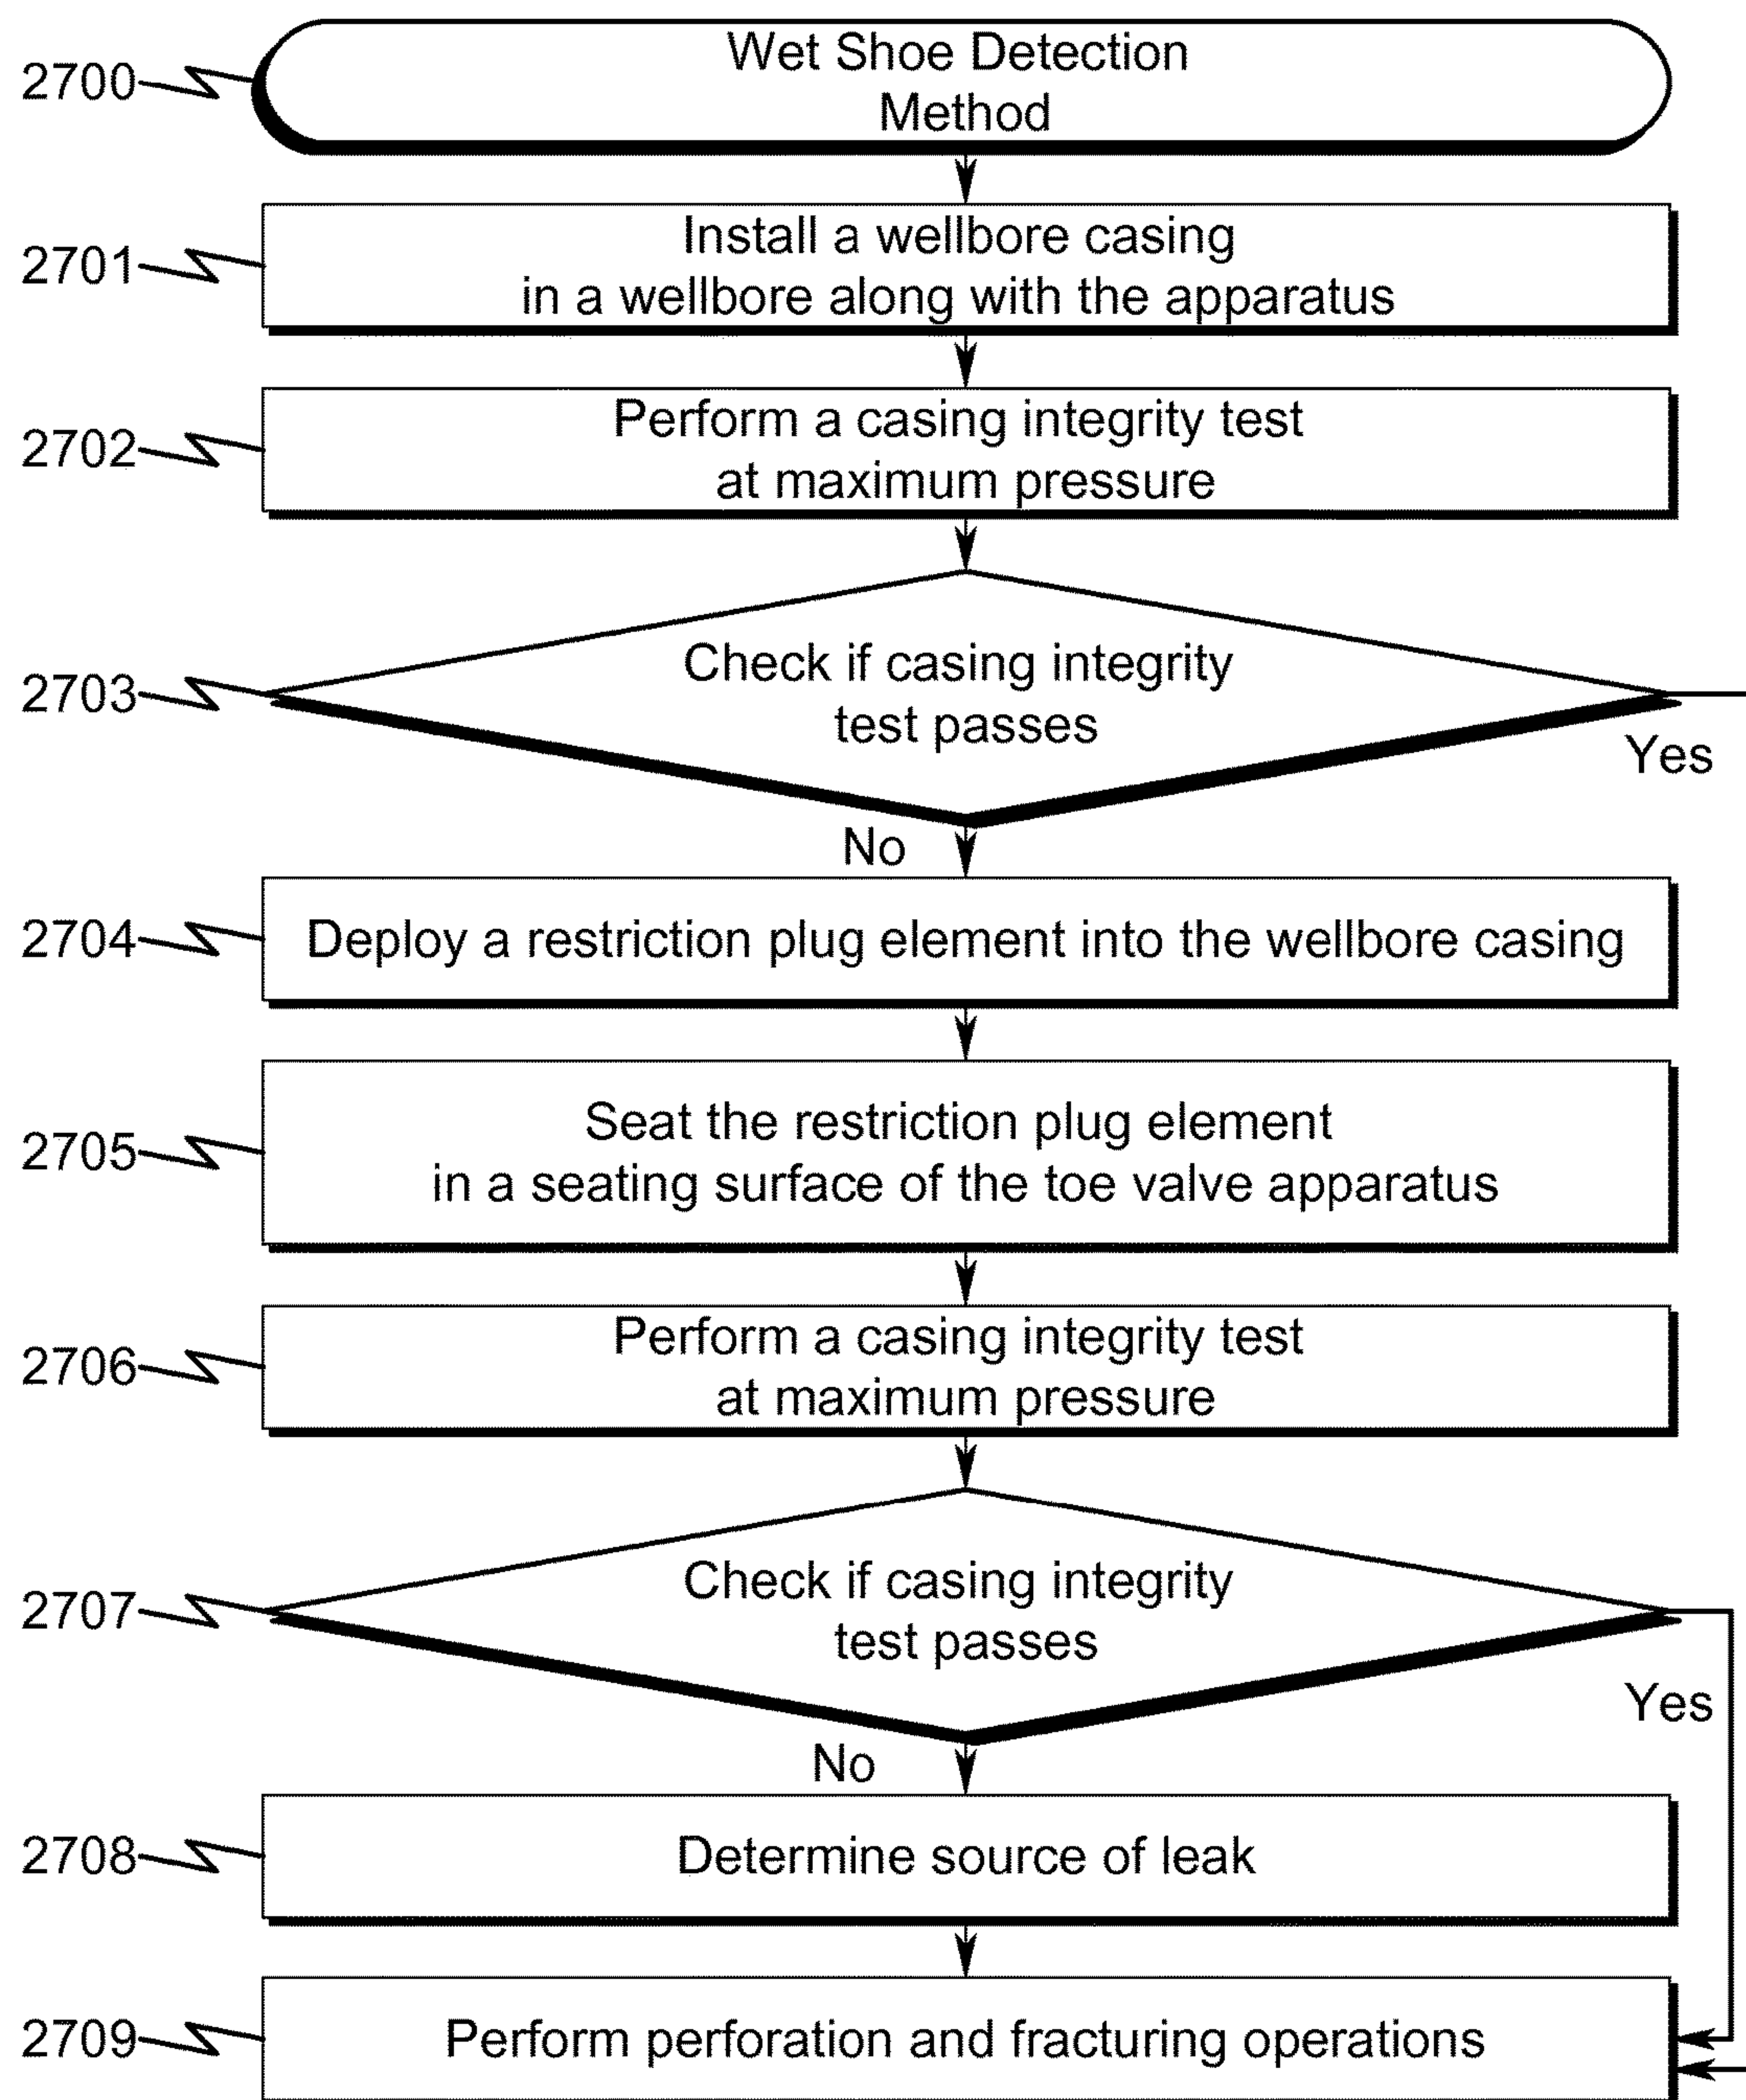 2700
Wet Shoe Detection
Method
2701
Install a wellbore casing
in a wellbore along with the apparatus
2702
Perform a casing integrity test
at maximum pressure
2703
Check if casing integrity
test passes
Yes
No
2704
Deploy a restriction plug element into the wellbore casing
2705
Seat the restriction plug element
in a seating surface of the toe valve apparatus
2706
Perform a casing integrity test
at maximum pressure
2707
Check if casing integrity
test passes
Yes
No
2708
Determine source of leak
2709
Perform perforation and fracturing operations